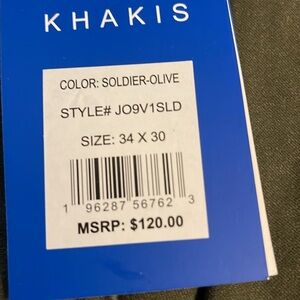 KHAKIS
COLOR: SOLDIER-OLIVE
STYLE# JO9V1SLD
SIZE: 34 X 30
1 96287 56762 3
MSRP: $120.00